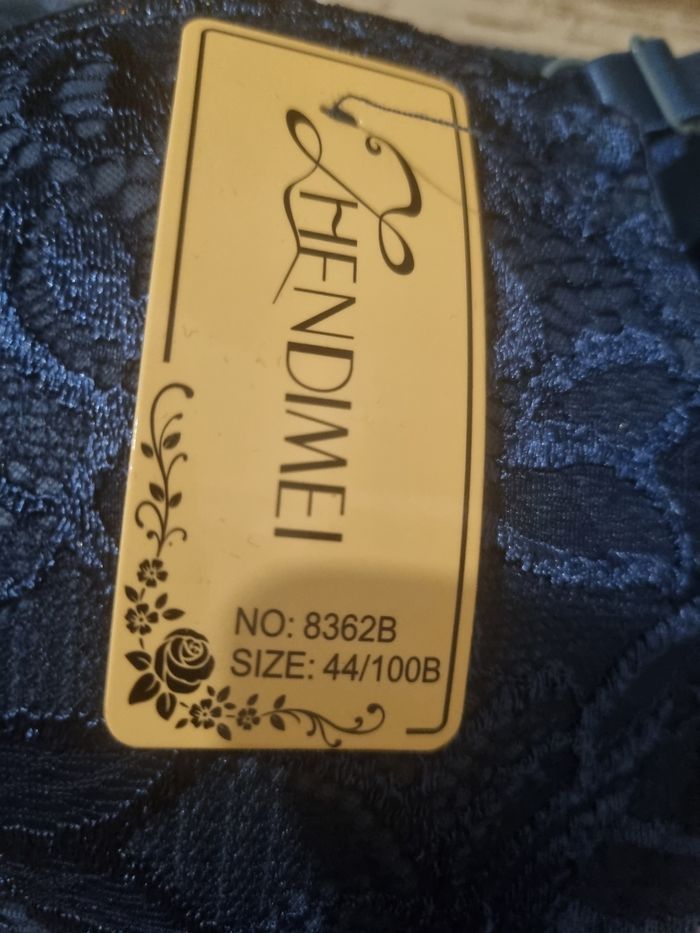 ZHENDIMEI
NO: 8362B
SIZE: 44/100B